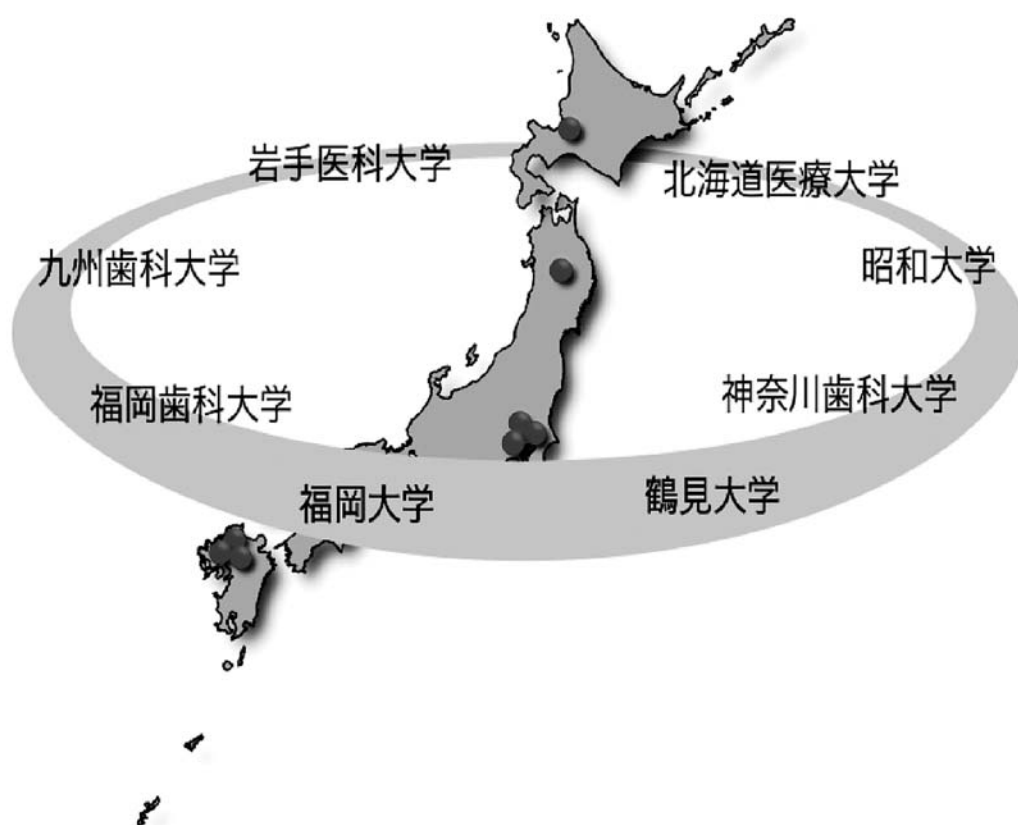 岩手医科大学
北海道医療大学
九州歯科大学
昭和大学
福岡歯科大学
神奈川歯科大学
福岡大学
鶴見大学